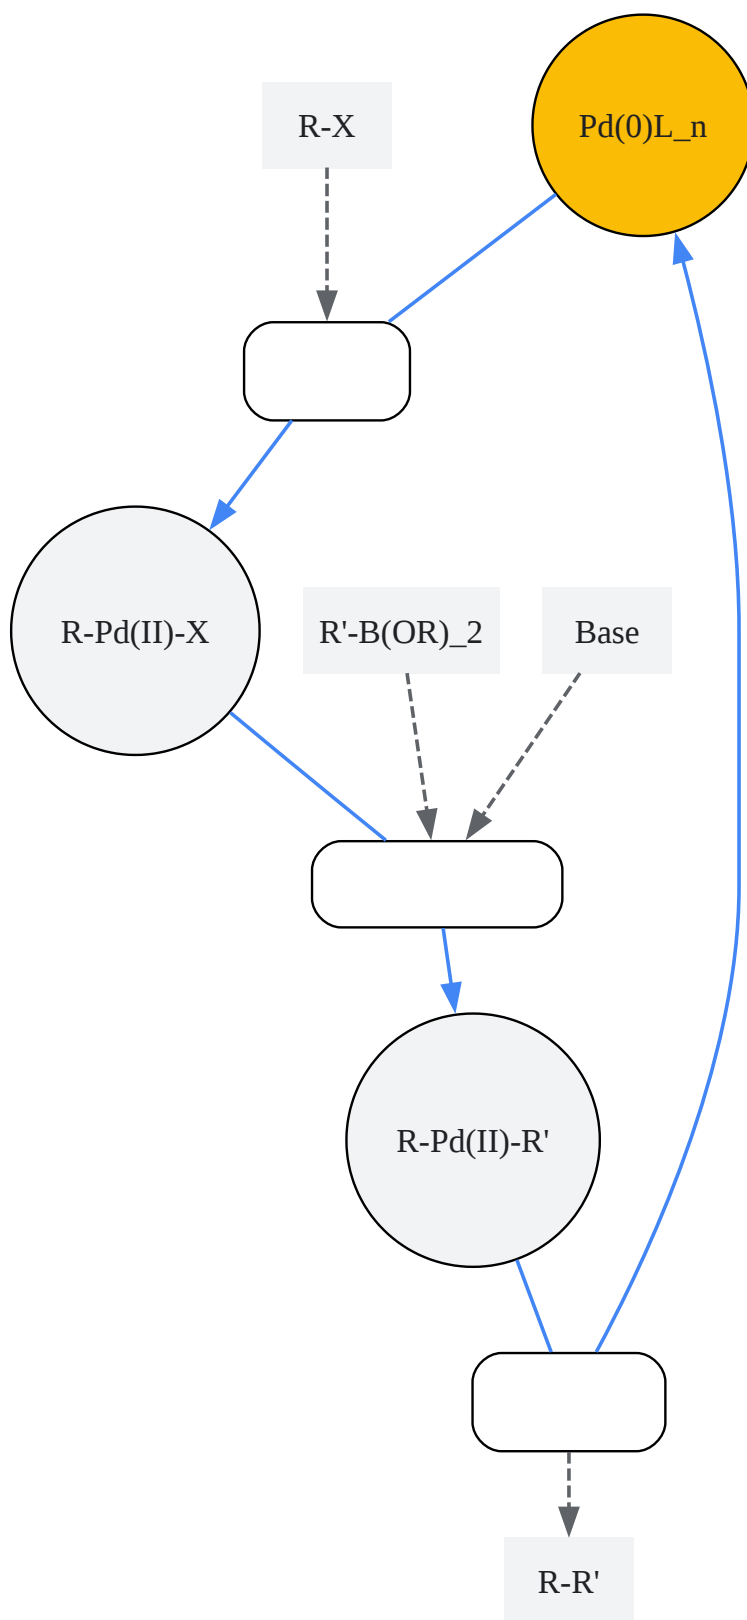 R-X
Pd(0)L_n
R-Pd(II)-X
R'-B(OR)_2
Base
R-Pd(II)-R'
R-R'